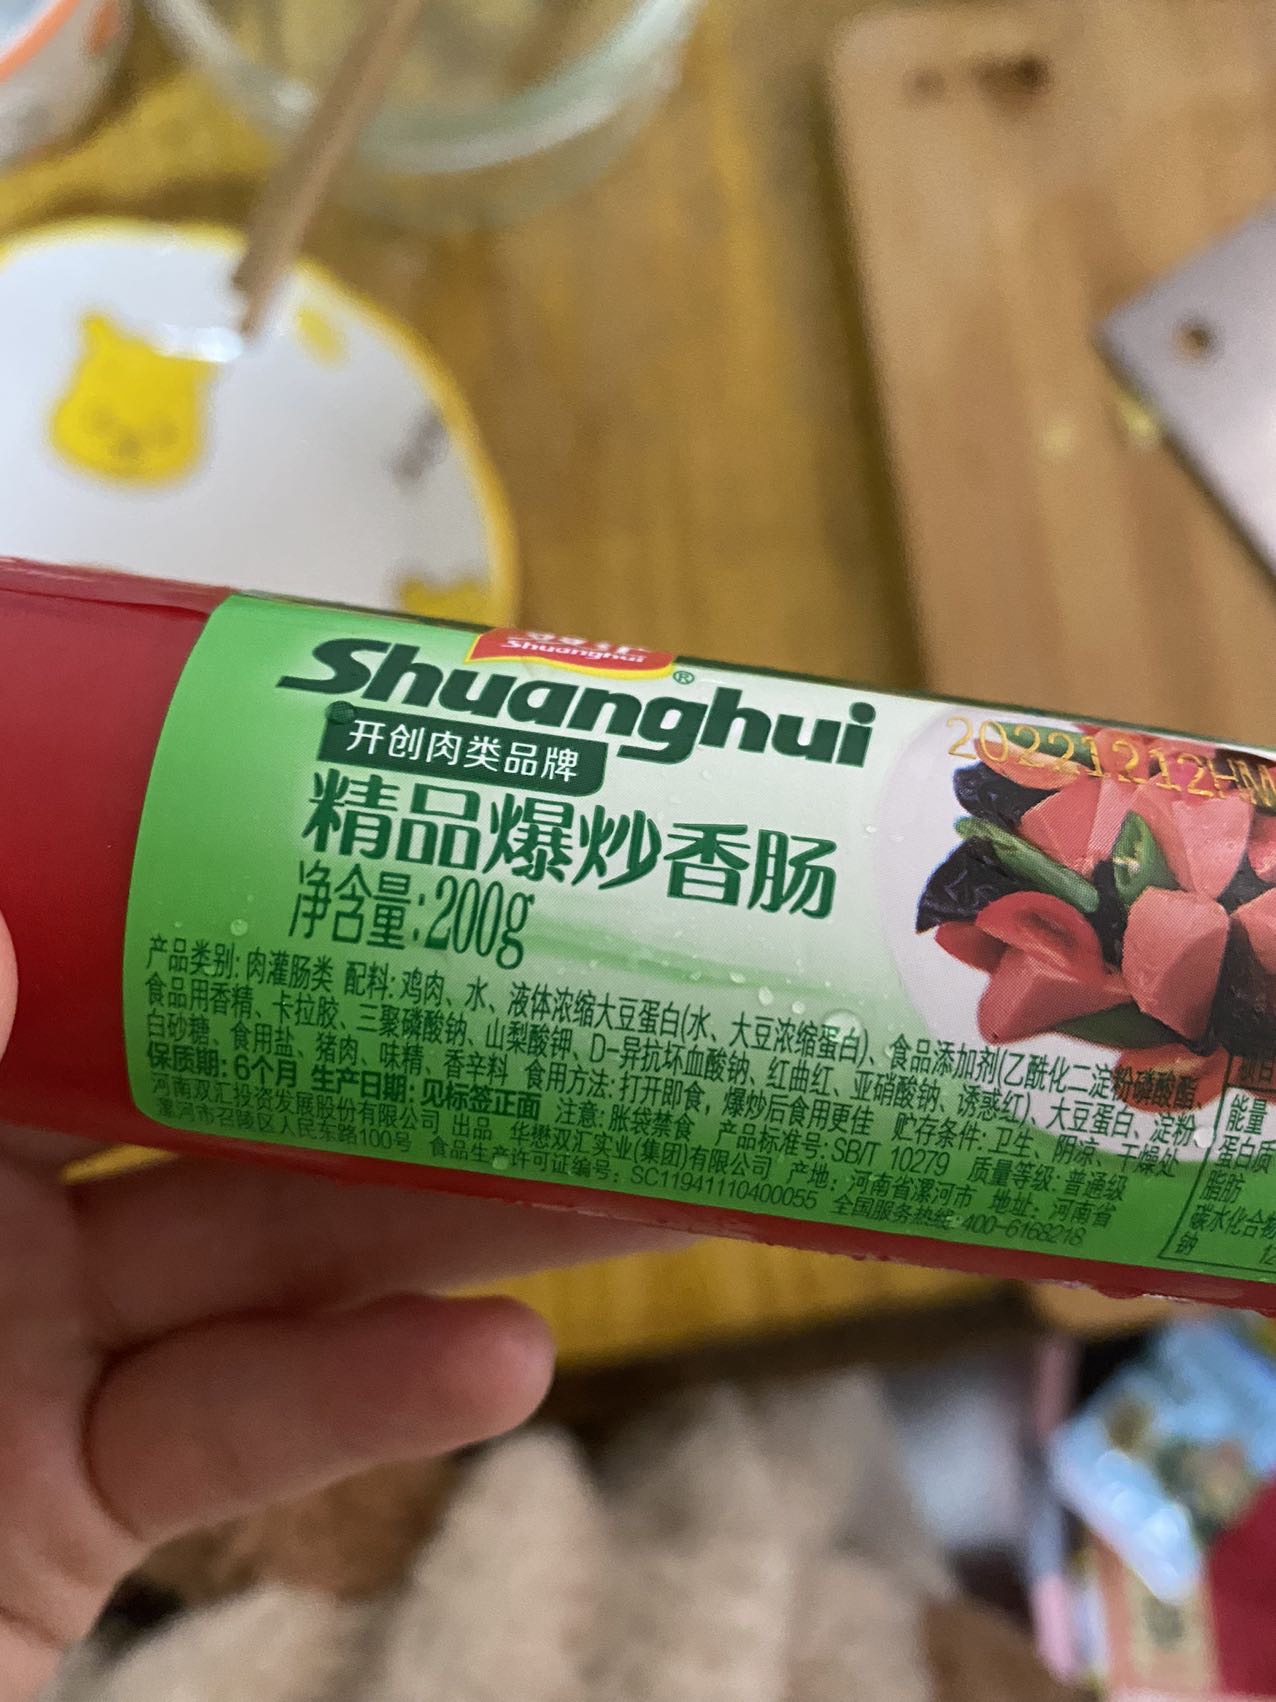 Shuanghui
Shuanghui®
开创肉类品牌
20221212HM
精品爆炒香肠
净含量:200g
产品类别: 肉灌肠类 配料: 鸡肉、水、液体浓缩大豆蛋白(水、大豆浓缩蛋白)、食品添加剂(乙酰化二淀粉磷酸酯、
食品用香精、卡拉胶、三聚磷酸钠、山梨酸钾、D-异抗坏血酸钠、红曲红、亚硝酸钠、诱惑红)、大豆蛋白、淀粉、
白砂糖、食用盐、猪肉、味精、香辛料 食用方法: 打开即食, 爆炒后食用更佳 贮存条件: 卫生、阴凉、干燥处
保质期: 6个月 生产日期: 见标签正面 注意: 胀袋禁食 产品标准号: SB/T 10279 质量等级: 普通级
河南双汇投资发展股份有限公司 出品 华懋双汇实业(集团)有限公司 产地: 河南省漯河市 地址: 河南省
漯河市召陵区人民东路100号 食品生产许可证编号: SC11941110400055 全国服务热线: 400-6168218
项目
能量
蛋白质
脂肪
碳水化合物
钠